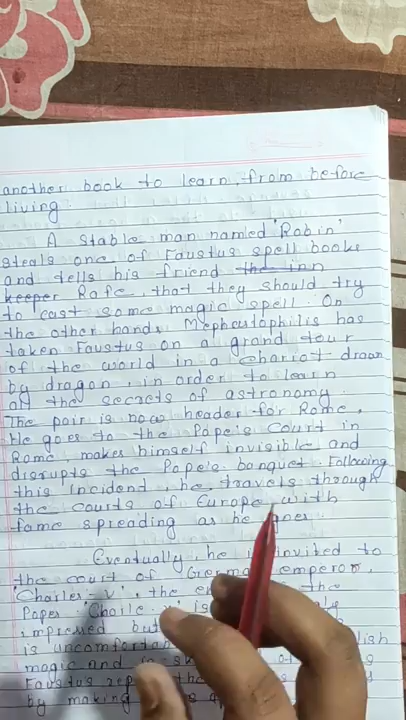 another book to learn, from before
living.
A stable man named 'Robin'
steals one of Faustus spell books
and tells his friend the inn
keeper Rafe, that they should try
to cast some magic spell. On
the other hand, Mephoulophilis has
taken Faustus on a grand tour
of the world in a Chariot drawn
by dragon, in order to learn
all the secrets of astronomy.
The pair is now header for Rome.
He goes to the Pope's Court in
Rome, makes himself invisible and
disrupts the Pope's banquet. Following
this incident, he travels through
the courts of Europe, with
fame spreading as he goes.
Eventually, he is invited to
the court of German emperor,
'Charles-V', the the
Pope.
impressed but
is
magic and
Faustus the
by making